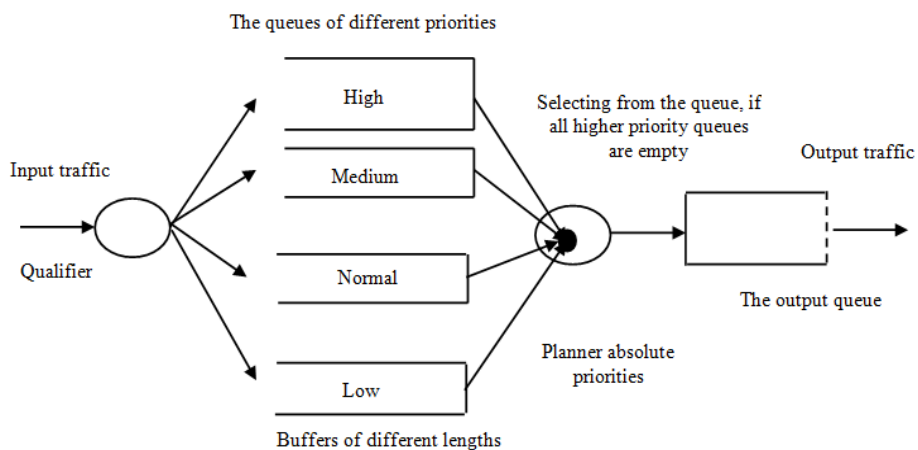 The queues of different priorities
High
Selecting from the queue, if
all higher priority queues
are empty
Medium
Output traffic
Input traffic
Qualifier
Normal
The output queue
Planner absolute
priorities
Low
Buffers of different lengths